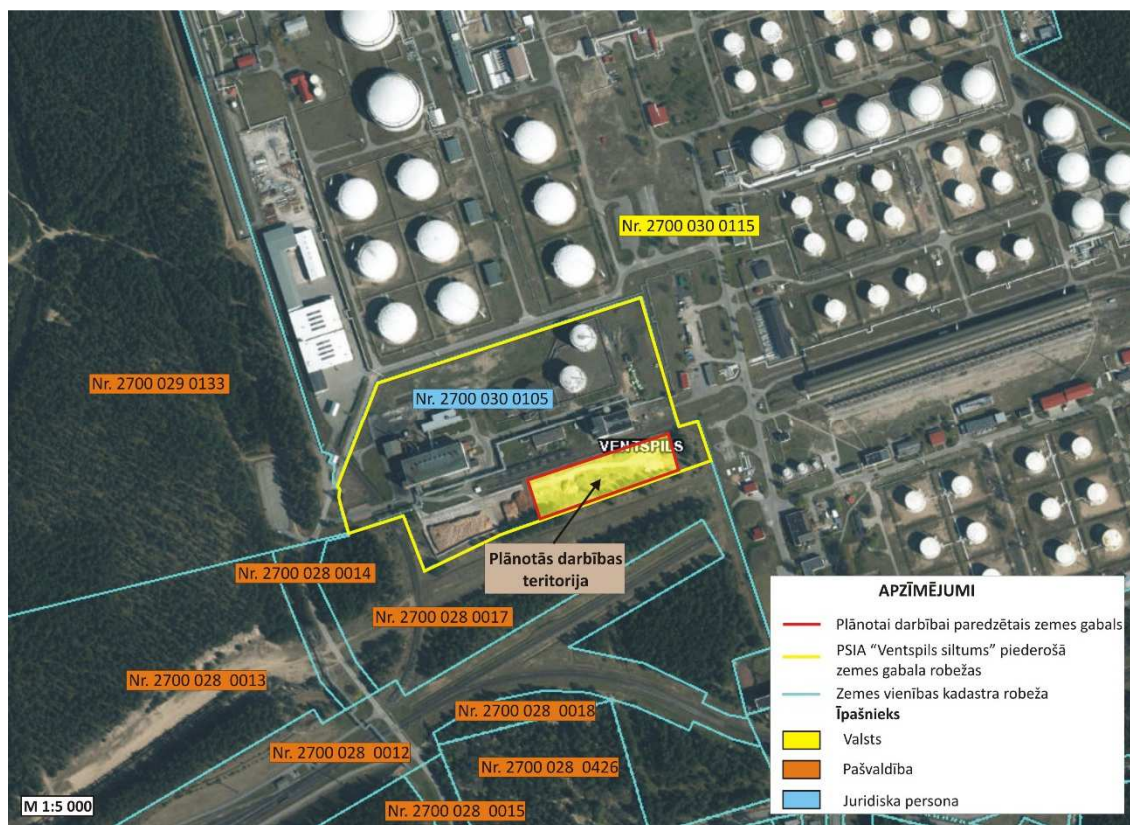 Nr. 2700 030 0115
Nr. 2700 029 0133
Nr. 2700 030 0105
VENTSPILS
Plānotās darbības
teritorija
Nr. 2700 028 0014
Nr. 2700 028 0017
Nr. 2700 028  0013
Nr. 2700 028  0018
Nr. 2700 028  0012
Nr. 2700 028  0426
Nr. 2700 028  0015
M 1:5 000
APZĪMĒJUMI
Plānotai darbībai paredzētais zemes gabals
PSIA “Ventspils siltums” piederošā
zemes gabala robežas
Zemes vienības kadastra robeža
Īpašnieks
Valsts
Pašvaldība
Juridiska persona